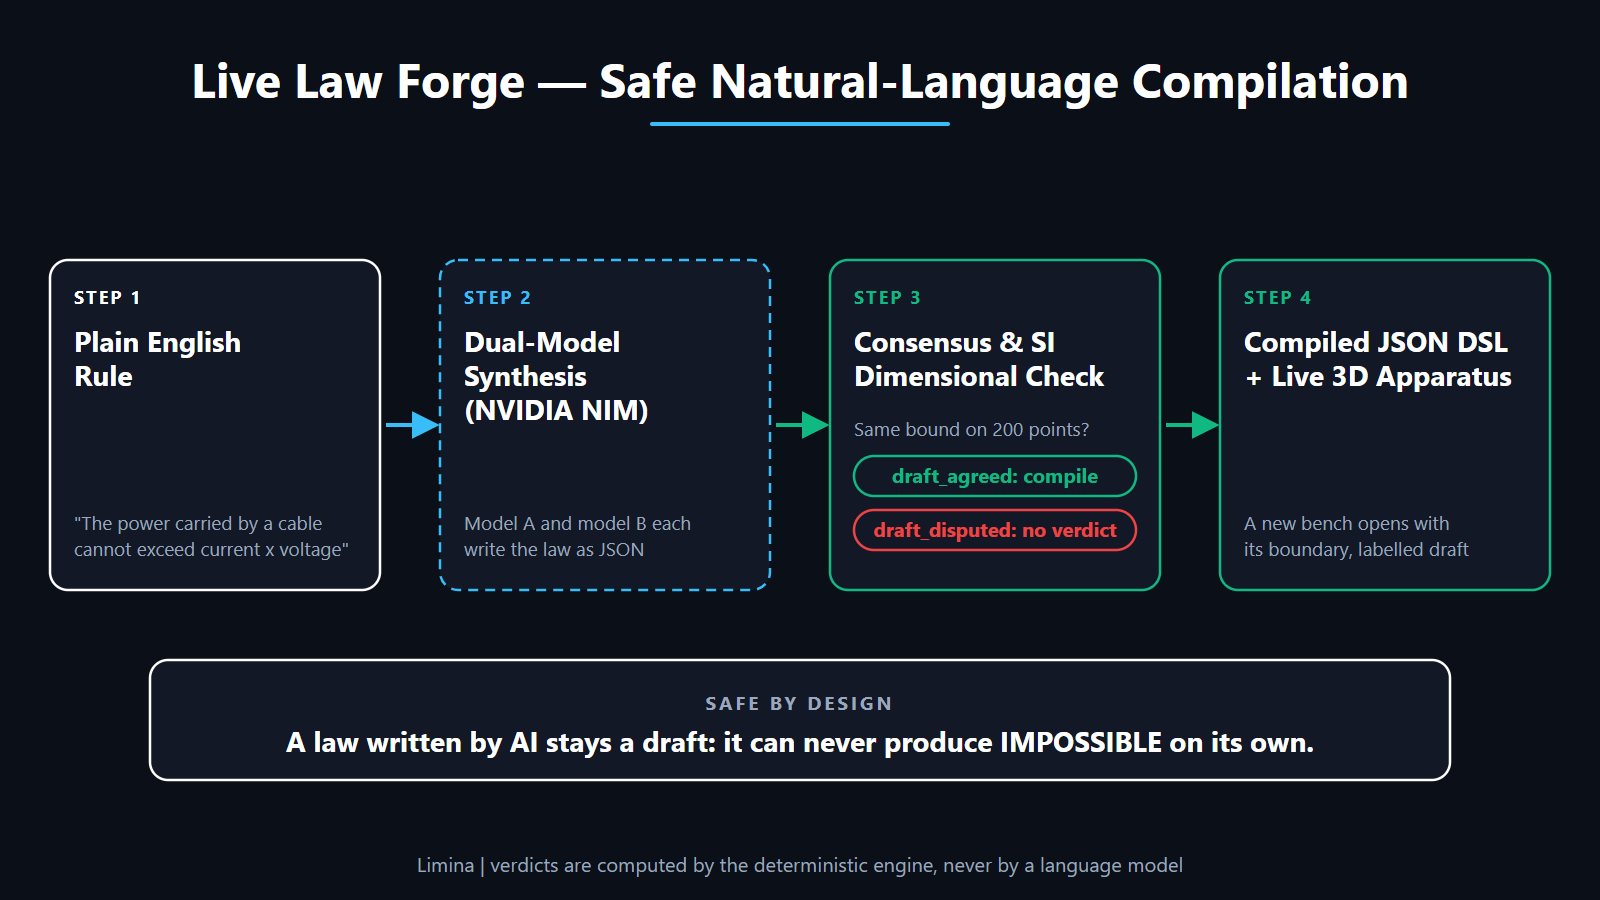 Live Law Forge — Safe Natural-Language Compilation
STEP 1
Plain English
Rule
"The power carried by a cable
cannot exceed current x voltage"
STEP 2
Dual-Model
Synthesis
(NVIDIA NIM)
Model A and model B each
write the law as JSON
STEP 3
Consensus & SI
Dimensional Check
Same bound on 200 points?
draft_agreed: compile
draft_disputed: no verdict
STEP 4
Compiled JSON DSL
+ Live 3D Apparatus
A new bench opens with
its boundary, labelled draft
SAFE BY DESIGN
A law written by AI stays a draft: it can never produce IMPOSSIBLE on its own.
Limina | verdicts are computed by the deterministic engine, never by a language model